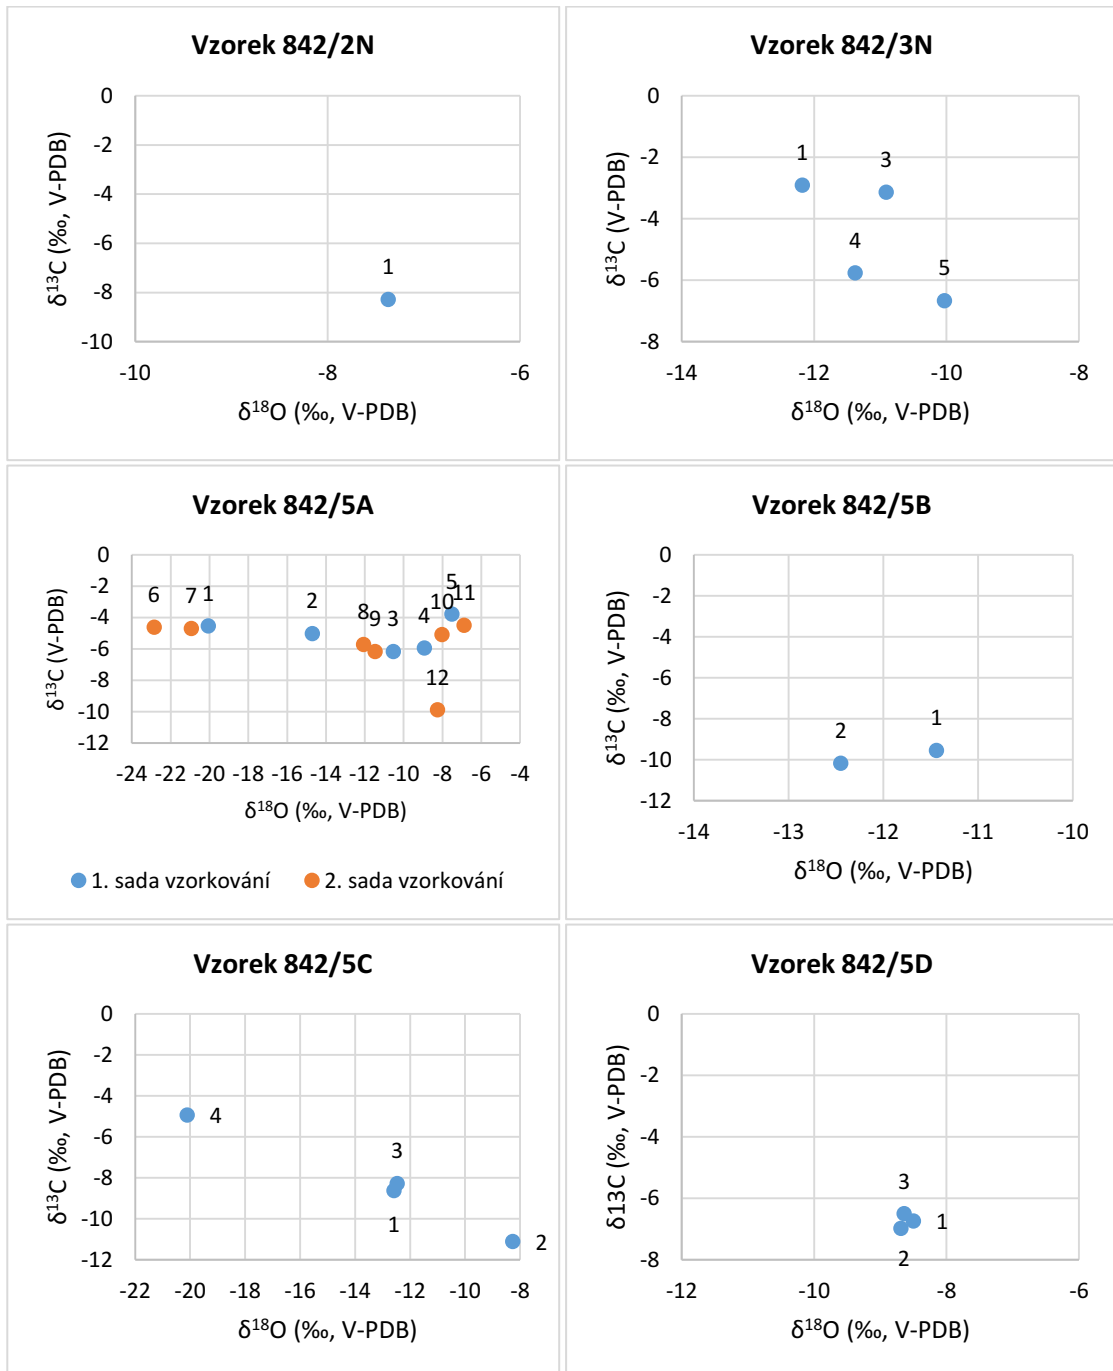 Vzorek 842/2N
0
-2
-4
-6
-8
-10
1
-10 -8 -6
δ¹³C (‰, V-PDB)
δ¹⁸O (‰, V-PDB)
Vzorek 842/3N
0
-2
-4
-6
-8
1 3
4
5
-14 -12 -10 -8
δ¹³C (V-PDB)
δ¹⁸O (‰, V-PDB)
Vzorek 842/5A
0
-2
-4
-6
-8
-10
-12
6 7 1 2 8 9 3 4 10 5 11
12
-24 -22 -20 -18 -16 -14 -12 -10 -8 -6 -4
δ¹³C (V-PDB)
δ¹⁸O (‰, V-PDB)
1. sada vzorkování 2. sada vzorkování
Vzorek 842/5B
0
-2
-4
-6
-8
-10
-12
2 1
-14 -13 -12 -11 -10
δ¹³C (‰, V-PDB)
δ¹⁸O (‰, V-PDB)
Vzorek 842/5C
0
-2
-4
-6
-8
-10
-12
4
3
1
2
-22 -20 -18 -16 -14 -12 -10 -8
δ¹³C (‰, V-PDB)
δ¹⁸O (‰, V-PDB)
Vzorek 842/5D
0
-2
-4
-6
-8
3
1
2
-12 -10 -8 -6
δ13C (‰, V-PDB)
δ¹⁸O (‰, V-PDB)